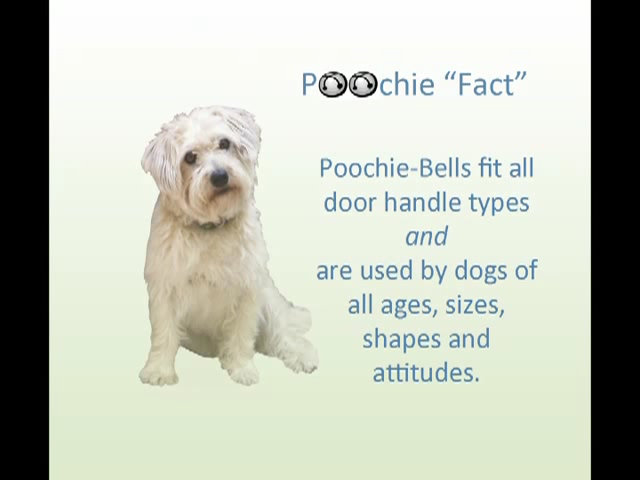 Poochie “Fact”
Poochie-Bells fit all
door handle types
and
are used by dogs of
all ages, sizes,
shapes and
attitudes.